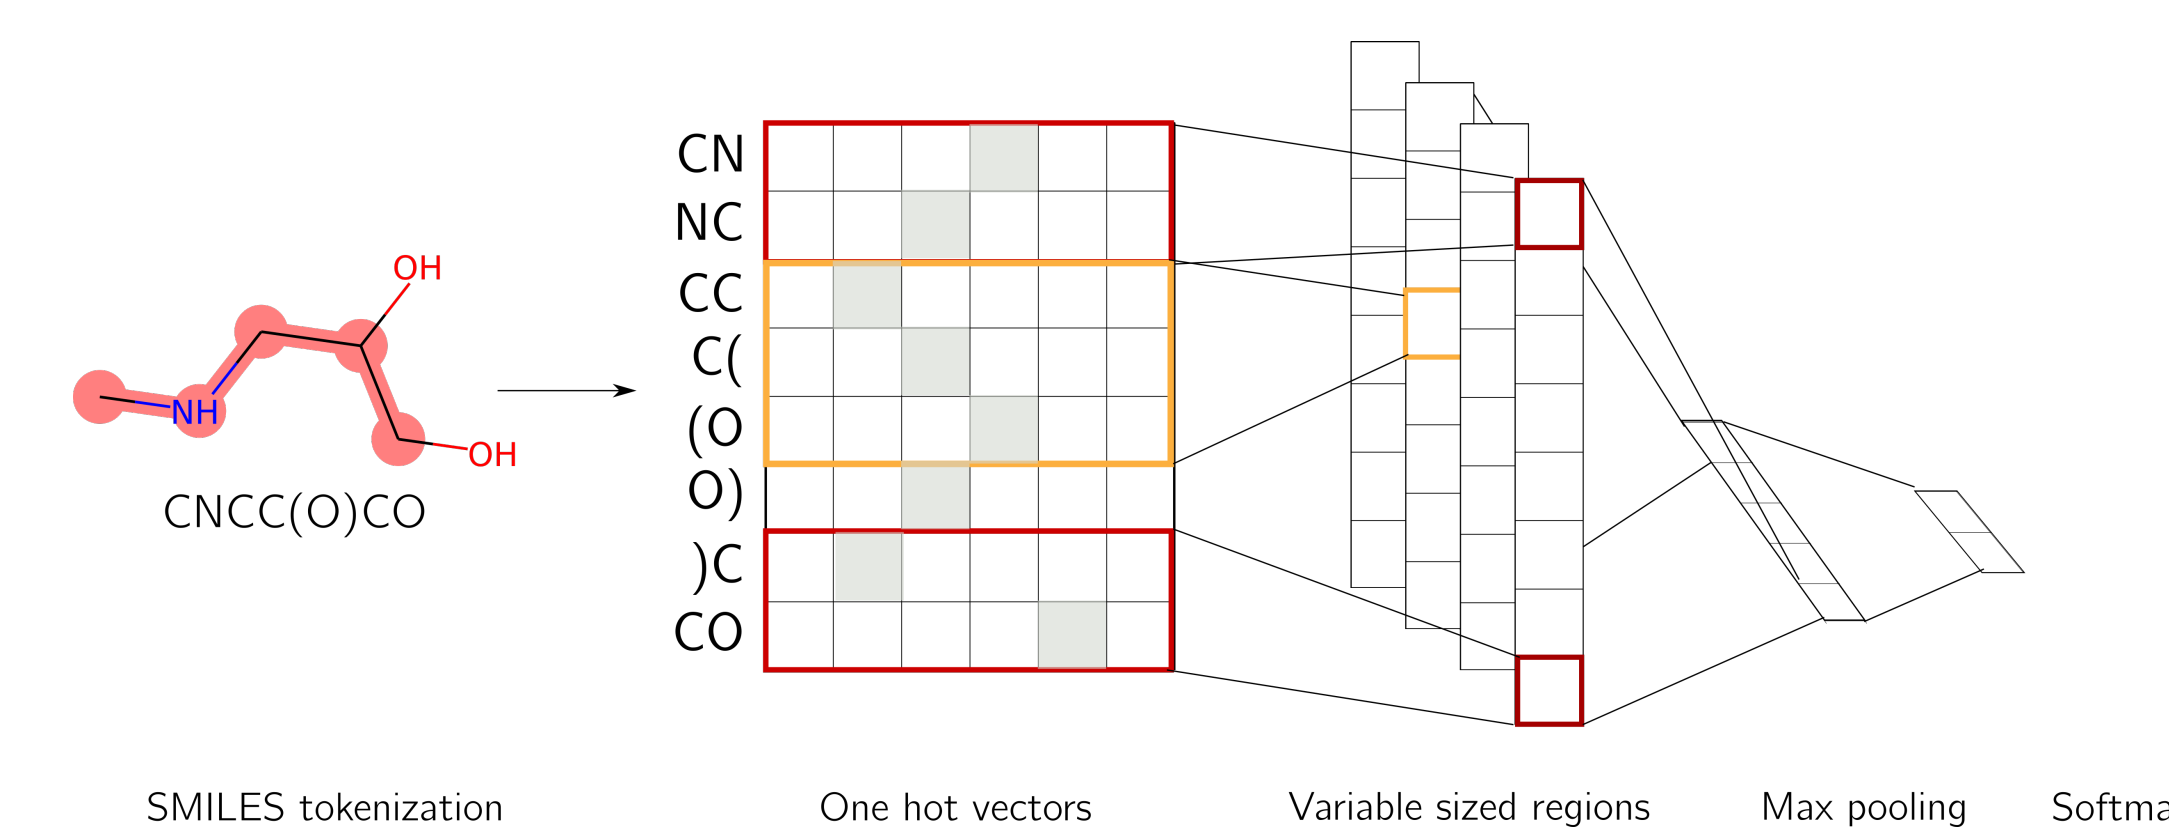 OH
NH
OH
CNCC(O)CO
CN
NC
CC
C(
(O
O)
)C
CO
SMILES tokenization
One hot vectors
Variable sized regions
Max pooling
Softma